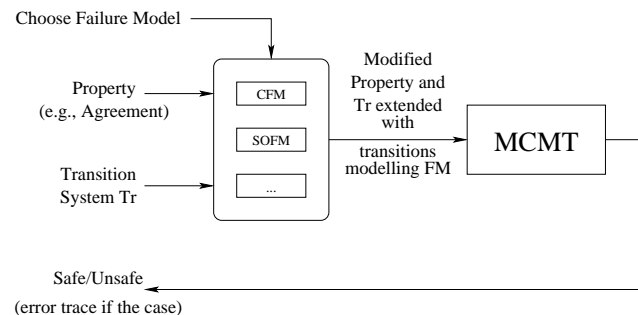 Choose Failure Model
Property
(e.g., Agreement)
Transition
System Tr
CFM
SOFM
...
Modified
Property and
Tr extended
with
transitions
modelling FM
MCMT
Safe/Unsafe
(error trace if the case)